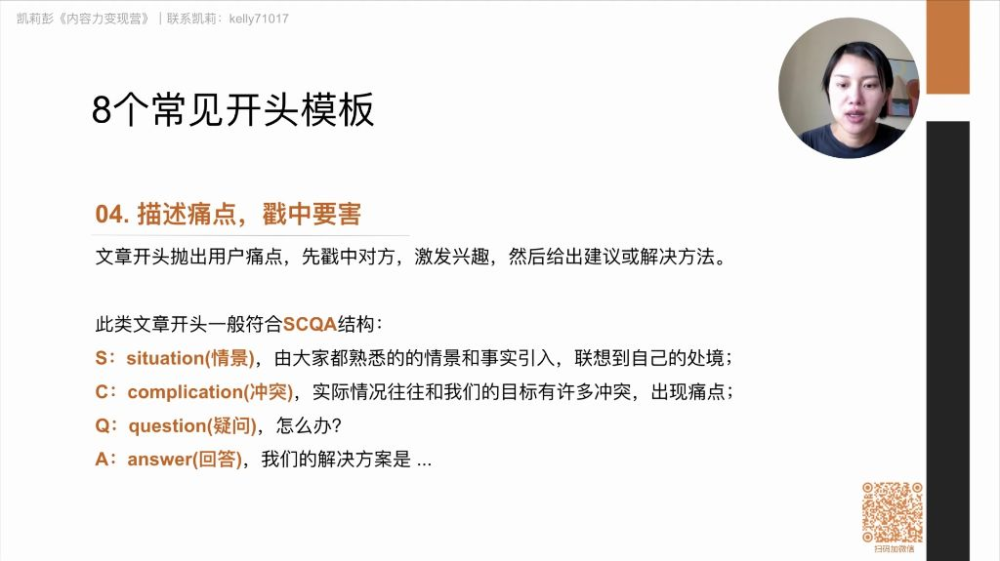 凯莉彭《内容力变现营》｜联系凯莉：kelly71017
8个常见开头模板
04. 描述痛点，戳中要害
文章开头抛出用户痛点，先戳中对方，激发兴趣，然后给出建议或解决方法。
此类文章开头一般符合SCQA结构：
S：situation(情景)，由大家都熟悉的的情景和事实引入，联想到自己的处境；
C：complication(冲突)，实际情况往往和我们的目标有许多冲突，出现痛点；
Q：question(疑问)，怎么办？
A：answer(回答)，我们的解决方案是 ...
扫码加微信